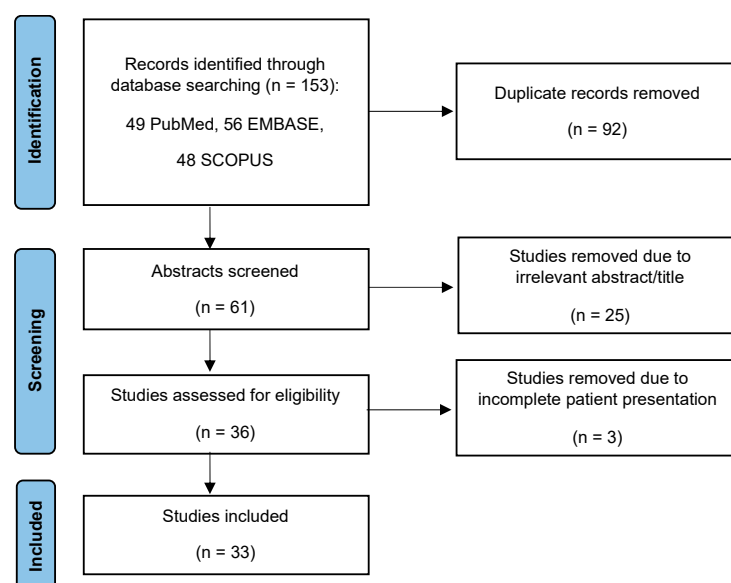 Identification
Records identified through
database searching (n = 153):
49 PubMed, 56 EMBASE,
48 SCOPUS
Duplicate records removed
(n = 92)
Screening
Abstracts screened
(n = 61)
Studies removed due to
irrelevant abstract/title
(n = 25)
Studies assessed for eligibility
(n = 36)
Studies removed due to
incomplete patient presentation
(n = 3)
Included
Studies included
(n = 33)